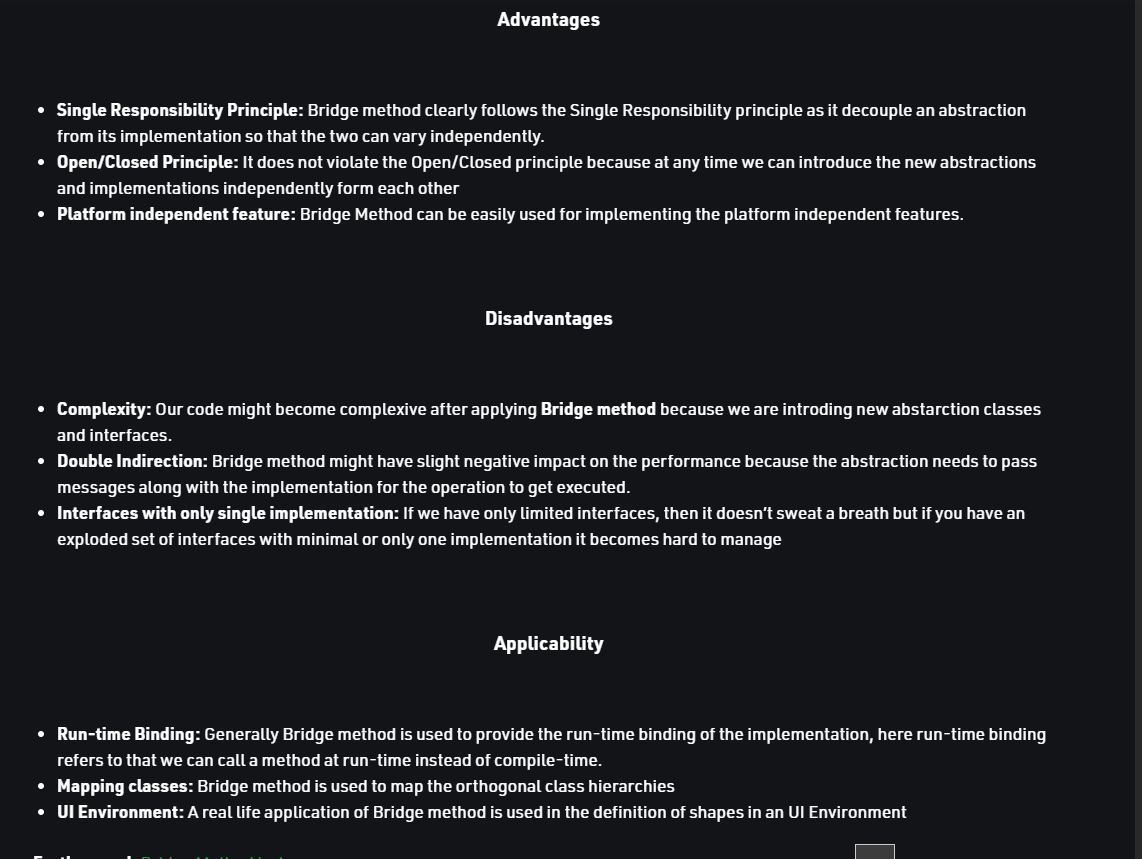 Advantages
• Single Responsibility Principle: Bridge method clearly follows the Single Responsibility principle as it decouple an abstraction
from its implementation so that the two can vary independently.
• Open/Closed Principle: It does not violate the Open/Closed principle because at any time we can introduce the new abstractions
and implementations independently form each other
• Platform independent feature: Bridge Method can be easily used for implementing the platform independent features.
Disadvantages
• Complexity: Our code might become complexive after applying Bridge method because we are introding new abstarction classes
and interfaces.
• Double Indirection: Bridge method might have slight negative impact on the performance because the abstraction needs to pass
messages along with the implementation for the operation to get executed.
• Interfaces with only single implementation: If we have only limited interfaces, then it doesn't sweat a breath but if you have an
exploded set of interfaces with minimal or only one implementation it becomes hard to manage
Applicability
• Run-time Binding: Generally Bridge method is used to provide the run-time binding of the implementation, here run-time binding
refers to that we can call a method at run-time instead of compile-time.
• Mapping classes: Bridge method is used to map the orthogonal class hierarchies
• UI Environment: A real life application of Bridge method is used in the definition of shapes in an UI Environment